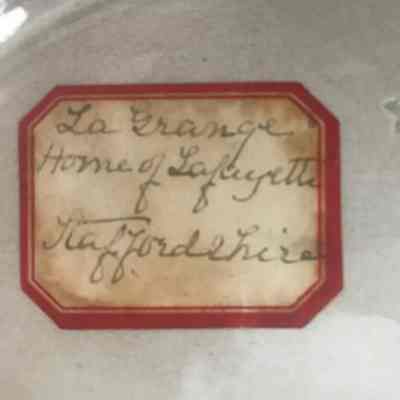 La Grange
Home of Lafayette
Staffordshire